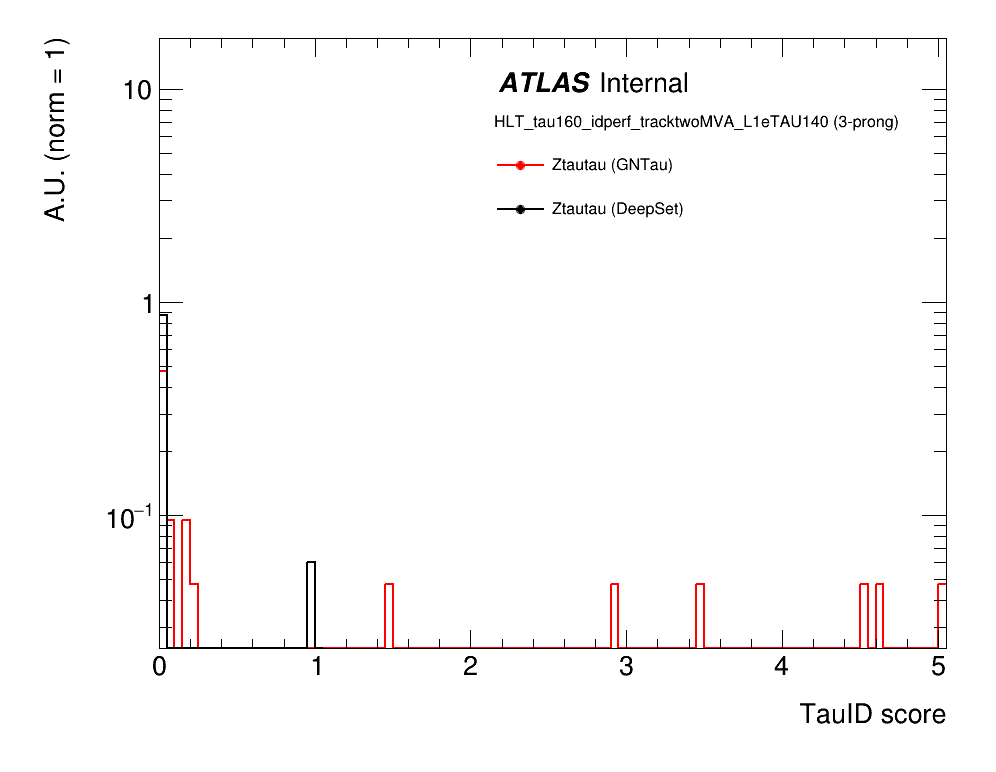 A.U. (norm = 1)
10
1
10⁻¹
ATLAS Internal
HLT_tau160_idperf_tracktwoMVA_L1eTAU140 (3-prong)
Ztautau (GNTau)
Ztautau (DeepSet)
0 1 2 3 4 5
TauID score